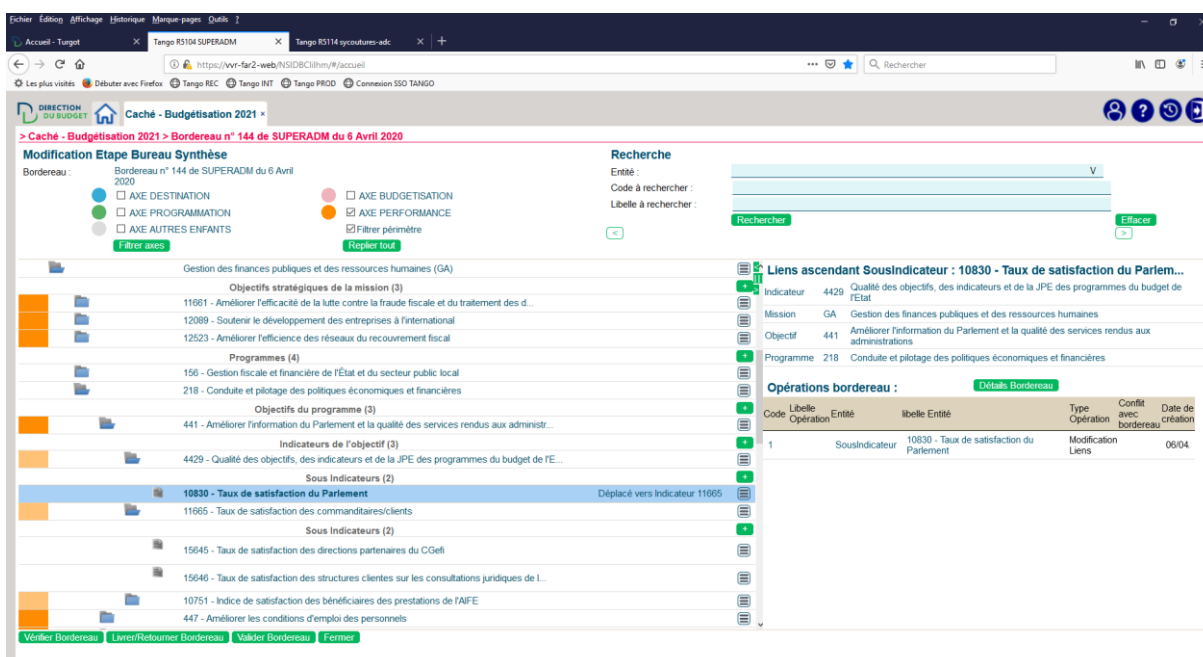 Fichier Édition Affichage Historique Marque-pages Outils ?
Accueil - Turgot × Tango R5104 SUPERADM × Tango R5114 sycoutures-adc × +
https://vvr-far2-web/NSIDBClilhm/#/accueil ... Rechercher
Les plus visités Débuter avec Firefox Tango REC Tango INT Tango PROD Connexion SSO TANGO
DIRECTION DU BUDGET Caché - Budgétisation 2021 ×
> Caché - Budgétisation 2021 > Bordereau n° 144 de SUPERADM du 6 Avril 2020
Modification Etape Bureau Synthèse
Bordereau : Bordereau n° 144 de SUPERADM du 6 Avril
2020
AXE DESTINATION AXE BUDGETISATION
AXE PROGRAMMATION AXE PERFORMANCE
AXE AUTRES ENFANTS Filtrer périmètre
Filtrer axes Replier tout
Recherche
Entité : V
Code à rechercher :
Libelle à rechercher :
Rechercher Effacer
< >
Gestion des finances publiques et des ressources humaines (GA)
Objectifs stratégiques de la mission (3)
+
11661 - Améliorer l'efficacité de la lutte contre la fraude fiscale et du traitement des d...
12089 - Soutenir le développement des entreprises à l'international
12523 - Améliorer l'efficience des réseaux du recouvrement fiscal
Programmes (4)
+
156 - Gestion fiscale et financière de l'État et du secteur public local
218 - Conduite et pilotage des politiques économiques et financières
Objectifs du programme (3)
+
441 - Améliorer l'information du Parlement et la qualité des services rendus aux administr...
Indicateurs de l'objectif (3)
+
4429 - Qualité des objectifs, des indicateurs et de la JPE des programmes du budget de l'E...
Sous Indicateurs (2)
+
10830 - Taux de satisfaction du Parlement Déplacé vers Indicateur 11665
11665 - Taux de satisfaction des commanditaires/clients
Sous Indicateurs (2)
+
15645 - Taux de satisfaction des directions partenaires du CGefi
15646 - Taux de satisfaction des structures clientes sur les consultations juridiques de l...
10751 - Indice de satisfaction des bénéficiaires des prestations de l'AIFE
447 - Améliorer les conditions d'emploi des personnels
Vérifier Bordereau Livrer/Retourner Bordereau Valider Bordereau Fermer
Liens ascendant SousIndicateur : 10830 - Taux de satisfaction du Parlem...
Indicateur 4429 Qualité des objectifs, des indicateurs et de la JPE des programmes du budget de
l'Etat
Mission GA Gestion des finances publiques et des ressources humaines
Objectif 441 Améliorer l'information du Parlement et la qualité des services rendus aux
administrations
Programme 218 Conduite et pilotage des politiques économiques et financières
Opérations bordereau : Détails Bordereau
Code Libelle Opération Entité libelle Entité Type Opération Conflit avec bordereau Date de création
1 SousIndicateur 10830 - Taux de satisfaction du Parlement Modification Liens 06/04.